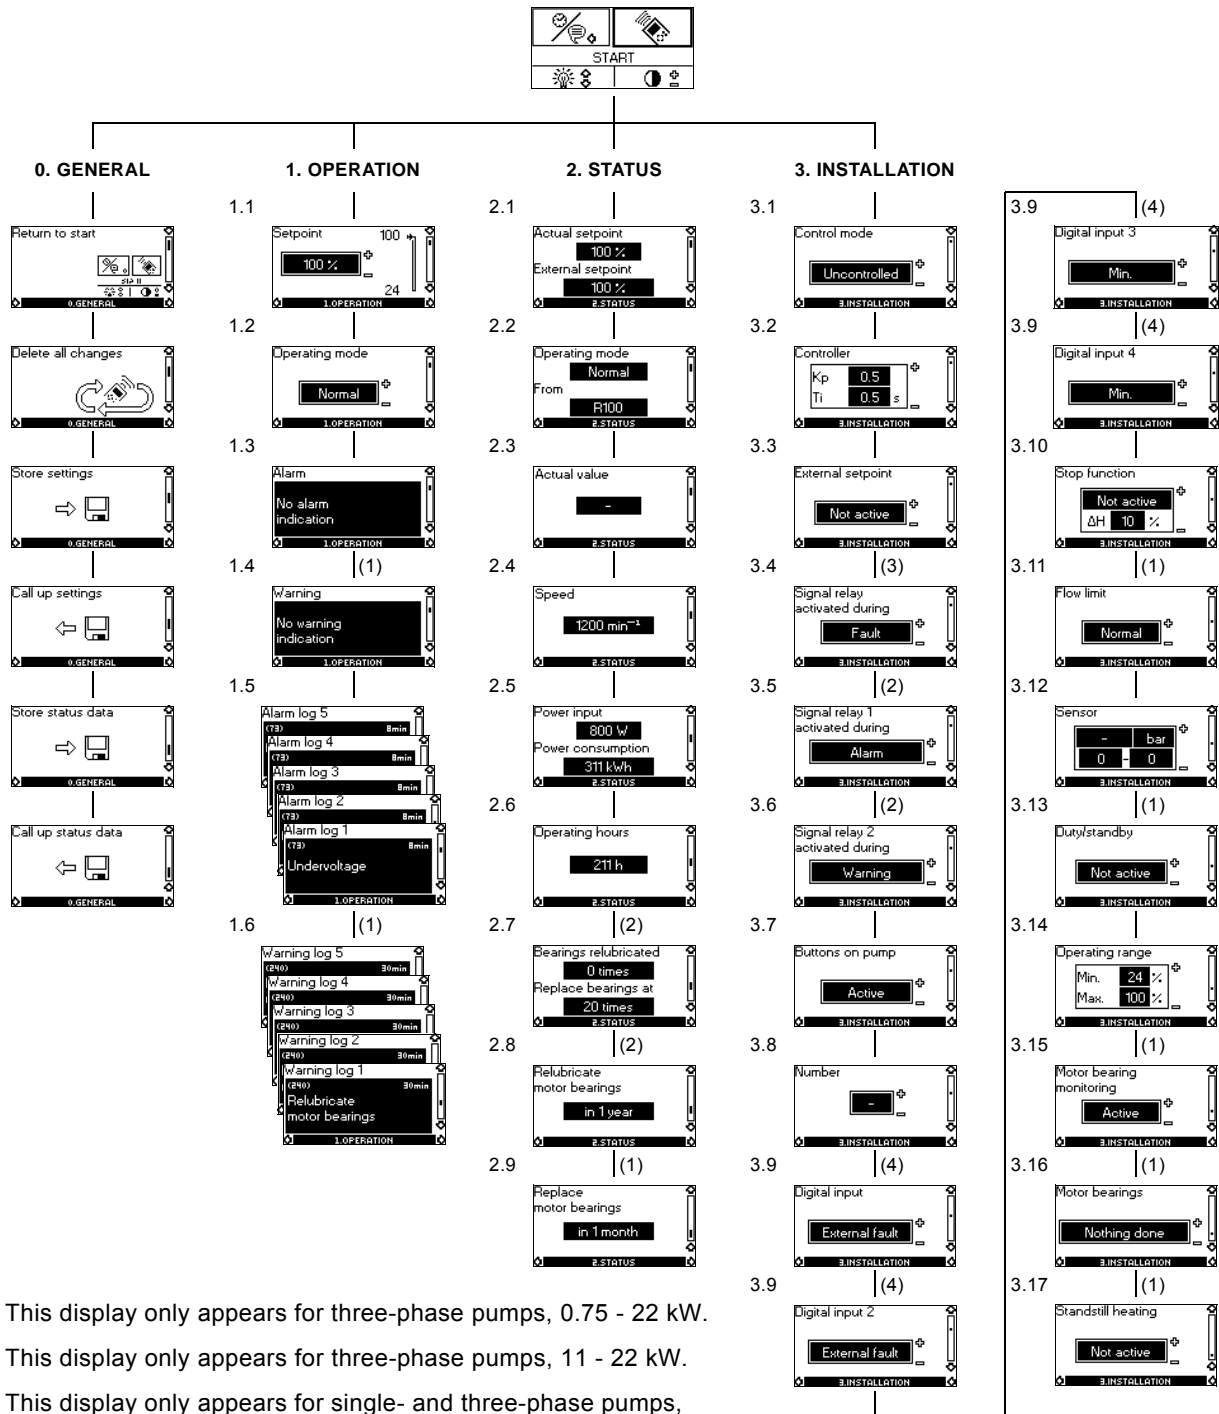 START
0. GENERAL
Return to start
START
0.GENERAL
Delete all changes
0.GENERAL
Store settings
0.GENERAL
Call up settings
0.GENERAL
Store status data
0.GENERAL
Call up status data
0.GENERAL
1. OPERATION
1.1
Setpoint
100
100 %
24
1.OPERATION
1.2
Operating mode
Normal
1.OPERATION
1.3
Alarm
No alarm
indication
1.OPERATION
1.4 (1)
Warning
No warning
indication
1.OPERATION
1.5
Alarm log 5
(73) 8min
Alarm log 4
(73) 8min
Alarm log 3
(73) 8min
Alarm log 2
(73) 8min
Alarm log 1
(73) 8min
Undervoltage
1.OPERATION
1.6 (1)
Warning log 5
(240) 30min
Warning log 4
(240) 30min
Warning log 3
(240) 30min
Warning log 2
(240) 30min
Warning log 1
(240) 30min
Relubricate
motor bearings
1.OPERATION
2. STATUS
2.1
Actual setpoint
100 %
External setpoint
100 %
2.STATUS
2.2
Operating mode
Normal
From
R100
2.STATUS
2.3
Actual value
-
2.STATUS
2.4
Speed
1200 min⁻¹
2.STATUS
2.5
Power input
800 W
Power consumption
311 kWh
2.STATUS
2.6
Operating hours
211 h
2.STATUS
2.7 (2)
Bearings relubricated
0 times
Replace bearings at
20 times
2.STATUS
2.8 (2)
Relubricate
motor bearings
in 1 year
2.STATUS
2.9 (1)
Replace
motor bearings
in 1 month
2.STATUS
3. INSTALLATION
3.1
Control mode
Uncontrolled
3.INSTALLATION
3.2
Controller
Kp 0.5
Ti 0.5 s
3.INSTALLATION
3.3
External setpoint
Not active
3.INSTALLATION
3.4 (3)
Signal relay
activated during
Fault
3.INSTALLATION
3.5 (2)
Signal relay 1
activated during
Alarm
3.INSTALLATION
3.6 (2)
Signal relay 2
activated during
Warning
3.INSTALLATION
3.7
Buttons on pump
Active
3.INSTALLATION
3.8
Number
-
3.INSTALLATION
3.9 (4)
Digital input
External fault
3.INSTALLATION
3.9 (4)
Digital input 2
External fault
3.INSTALLATION
3.9 (4)
Digital input 3
Min.
3.INSTALLATION
3.9 (4)
Digital input 4
Min.
3.INSTALLATION
3.10
Stop function
Not active
ΔH 10 %
3.INSTALLATION
3.11 (1)
Flow limit
Normal
3.INSTALLATION
3.12
Sensor
- bar
0 - 0
3.INSTALLATION
3.13 (1)
Duty/standby
Not active
3.INSTALLATION
3.14
Operating range
Min. 24 %
Max. 100 %
3.INSTALLATION
3.15 (1)
Motor bearing
monitoring
Active
3.INSTALLATION
3.16 (1)
Motor bearings
Nothing done
3.INSTALLATION
3.17 (1)
Standstill heating
Not active
3.INSTALLATION
This display only appears for three-phase pumps, 0.75 - 22 kW.
This display only appears for three-phase pumps, 11 - 22 kW.
This display only appears for single- and three-phase pumps,